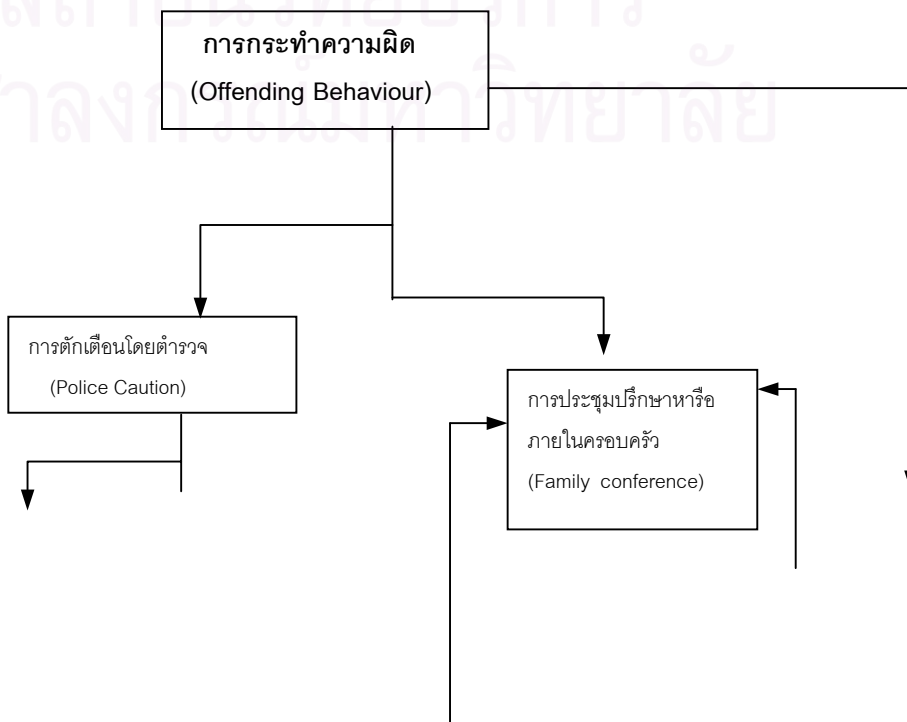 การกระทำความผิด
(Offending Behaviour)
การตักเตือนโดยตำรวจ
(Police Caution)
การประชุมปรึกษาหารือ
ภายในครอบครัว
(Family conference)